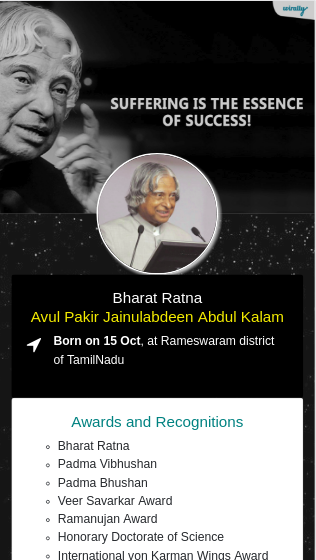 wirally
SUFFERING IS THE ESSENCE
OF SUCCESS!
Bharat Ratna
Avul Pakir Jainulabdeen Abdul Kalam
Born on 15 Oct, at Rameswaram district
of TamilNadu
Awards and Recognitions
Bharat Ratna
Padma Vibhushan
Padma Bhushan
Veer Savarkar Award
Ramanujan Award
Honorary Doctorate of Science
International von Karman Wings Award